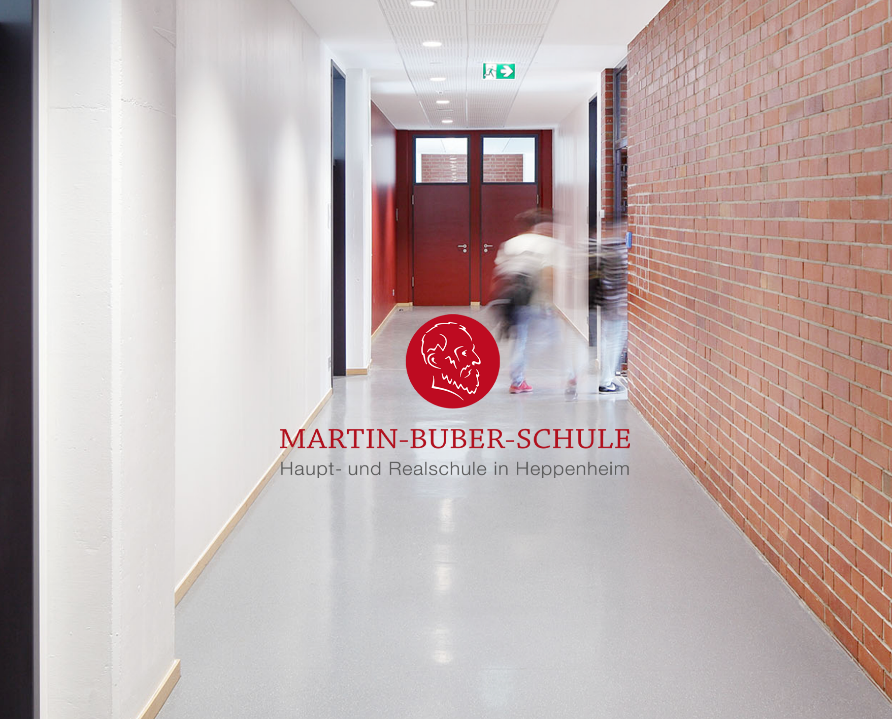 MARTIN-BUBER-SCHULE
Haupt- und Realschule in Heppenheim